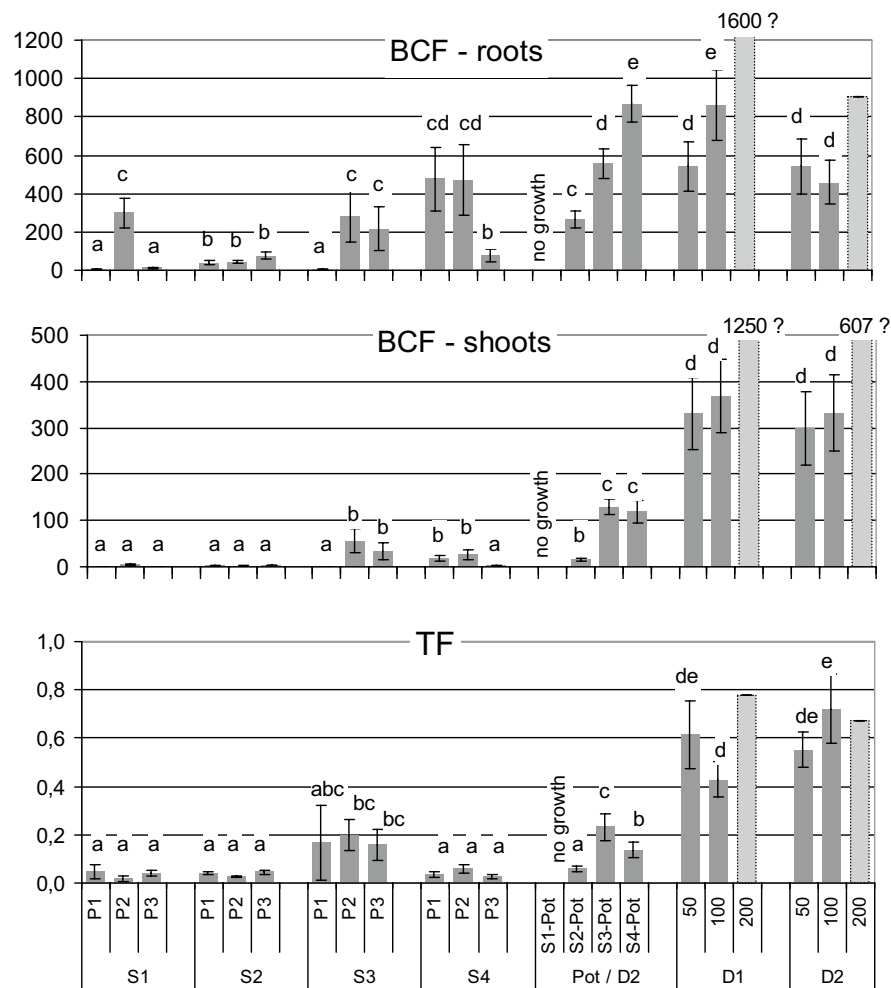 1600 ?
BCF - roots
1200
1000
800
600
400
200
0
a c a b b b a c c cd cd b no growth c d e d e d d
1250 ? 607 ?
BCF - shoots
500
400
300
200
100
0
a a a a a a a b b b b a no growth b c c d d d d
TF
1,0
0,8
0,6
0,4
0,2
0,0
a a a a a a abc bc bc a a a no growth a c b de d de e
P1 P2 P3 P1 P2 P3 P1 P2 P3 P1 P2 P3 S1-Pot S2-Pot S3-Pot S4-Pot 50 100 200 50 100 200
S1 S2 S3 S4 Pot / D2 D1 D2